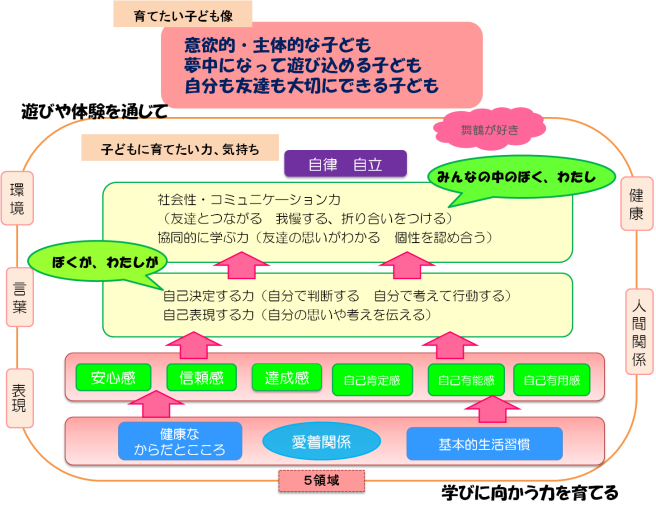 育てたい子ども像
意欲的・主体的な子ども
夢中になって遊び込める子ども
自分も友達も大切にできる子ども
遊びや体験を通じて
舞鶴が好き
子どもに育てたい力、気持ち
自律　自立
みんなの中のぼく、わたし
社会性・コミュニケーション力
（友達とつながる　我慢する、折り合いをつける）
協同的に学ぶ力（友達の思いがわかる　個性を認め合う）
ぼくが、わたしが
自己決定する力（自分で判断する　自分で考えて行動する）
自己表現する力（自分の思いや考えを伝える）
環境
言葉
表現
健康
人間関係
安心感
信頼感
達成感
自己肯定感
自己有能感
自己有用感
健康な
からだとこころ
愛着関係
基本的生活習慣
５領域
学びに向かう力を育てる